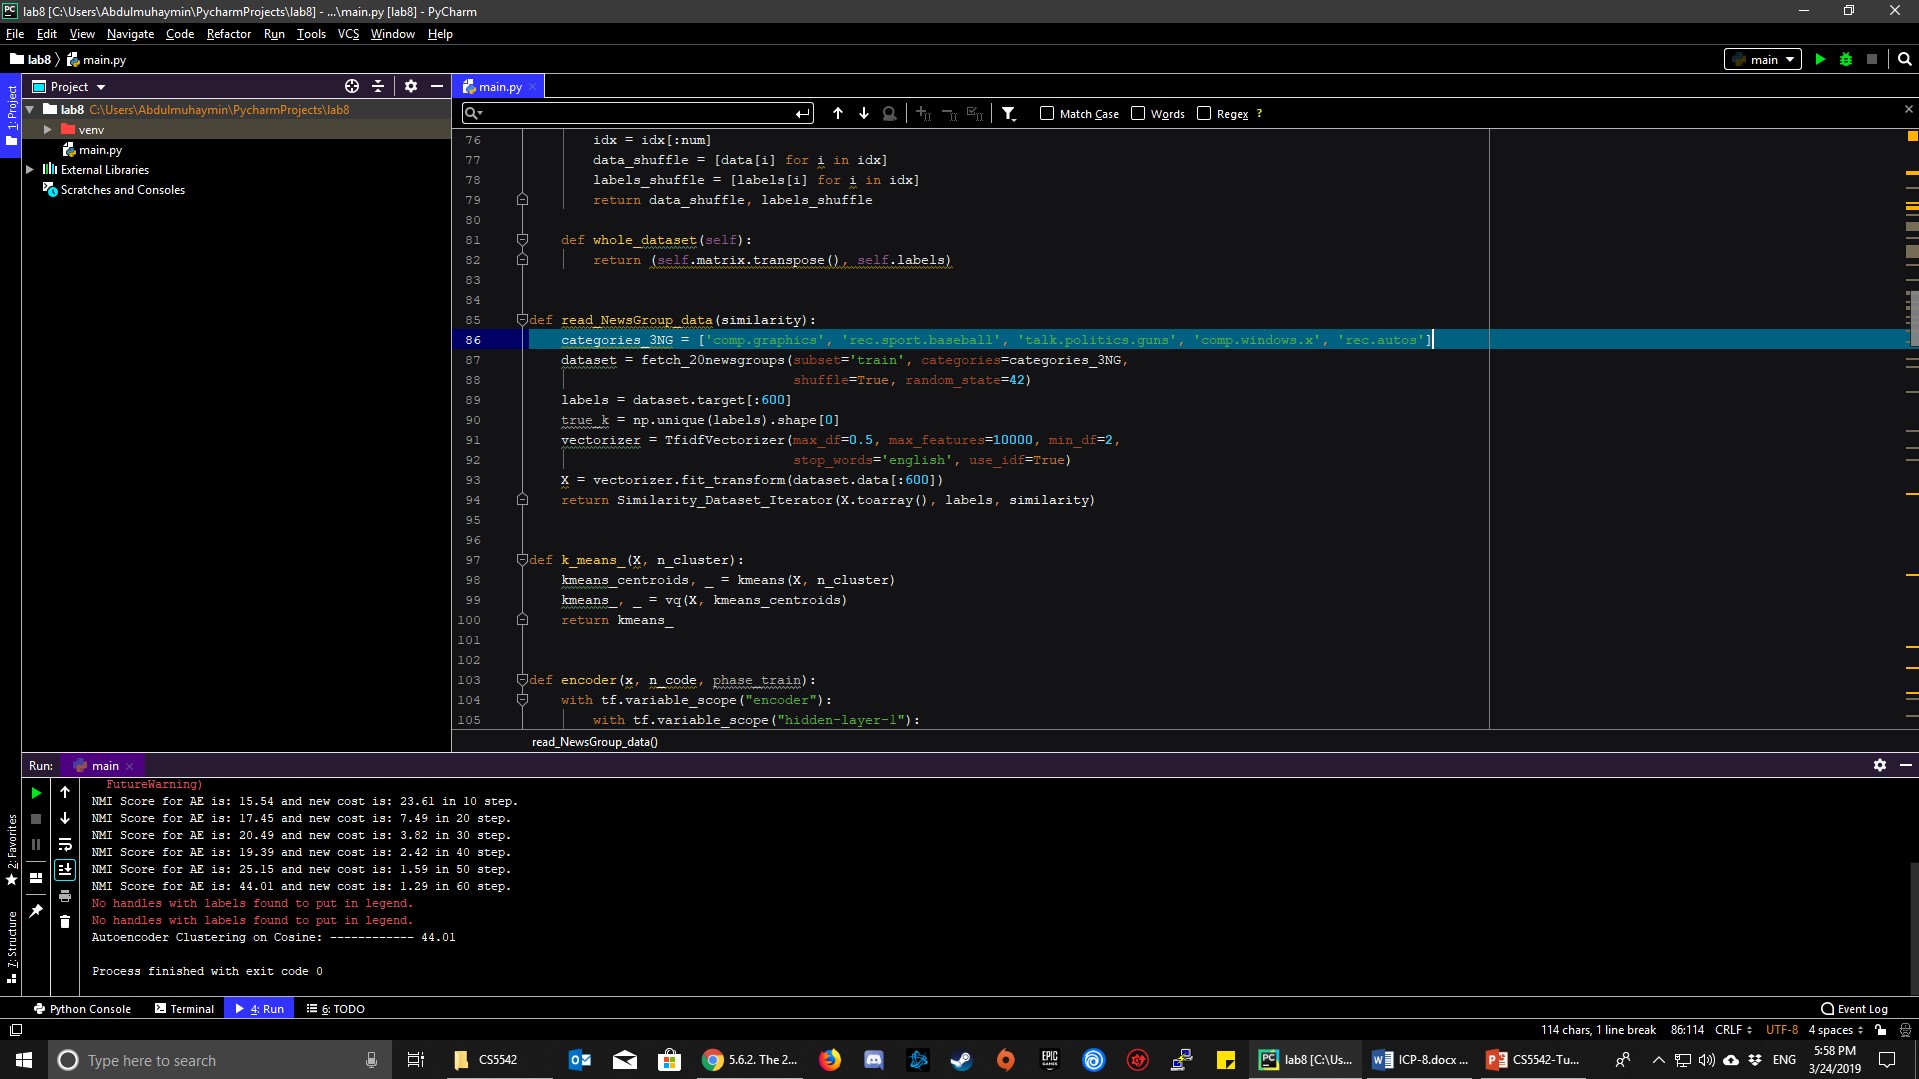 lab8 [C:\Users\Abdulmuhaymin\PycharmProjects\lab8] - ...\main.py [lab8] - PyCharm
File Edit View Navigate Code Refactor Run Tools VCS Window Help
lab8 main.py main
1: Project
Project
main.py
lab8 C:\Users\Abdulmuhaymin\PycharmProjects\lab8
venv
main.py
External Libraries
Scratches and Consoles
Match Case Words Regex ?
76 idx = idx[:num]
77 data_shuffle = [data[i] for i in idx]
78 labels_shuffle = [labels[i] for i in idx]
79 return data_shuffle, labels_shuffle
80
81 def whole_dataset(self):
82 return (self.matrix.transpose(), self.labels)
83
84
85 def read_NewsGroup_data(similarity):
86 categories_3NG = ['comp.graphics', 'rec.sport.baseball', 'talk.politics.guns', 'comp.windows.x', 'rec.autos']
87 dataset = fetch_20newsgroups(subset='train', categories=categories_3NG,
88 shuffle=True, random_state=42)
89 labels = dataset.target[:600]
90 true_k = np.unique(labels).shape[0]
91 vectorizer = TfidfVectorizer(max_df=0.5, max_features=10000, min_df=2,
92 stop_words='english', use_idf=True)
93 X = vectorizer.fit_transform(dataset.data[:600])
94 return Similarity_Dataset_Iterator(X.toarray(), labels, similarity)
95
96
97 def k_means_(X, n_cluster):
98 kmeans_centroids, _ = kmeans(X, n_cluster)
99 kmeans_, _ = vq(X, kmeans_centroids)
100 return kmeans_
101
102
103 def encoder(x, n_code, phase_train):
104 with tf.variable_scope("encoder"):
105 with tf.variable_scope("hidden-layer-1"):
read_NewsGroup_data()
Run: main
FutureWarning)
NMI Score for AE is: 15.54 and new cost is: 23.61 in 10 step.
NMI Score for AE is: 17.45 and new cost is: 7.49 in 20 step.
NMI Score for AE is: 20.49 and new cost is: 3.82 in 30 step.
NMI Score for AE is: 19.39 and new cost is: 2.42 in 40 step.
NMI Score for AE is: 25.15 and new cost is: 1.59 in 50 step.
NMI Score for AE is: 44.01 and new cost is: 1.29 in 60 step.
No handles with labels found to put in legend.
No handles with labels found to put in legend.
Autoencoder Clustering on Cosine: ------------ 44.01
Process finished with exit code 0
2: Favorites
7: Structure
Python Console Terminal 4: Run 6: TODO Event Log
114 chars, 1 line break 86:114 CRLF UTF-8 4 spaces
Type here to search CS5542 5.6.2. The 2... EPIC GAMES lab8 [C:\Us... ICP-8.docx ... CS5542-Tu... ENG
5:58 PM
3/24/2019